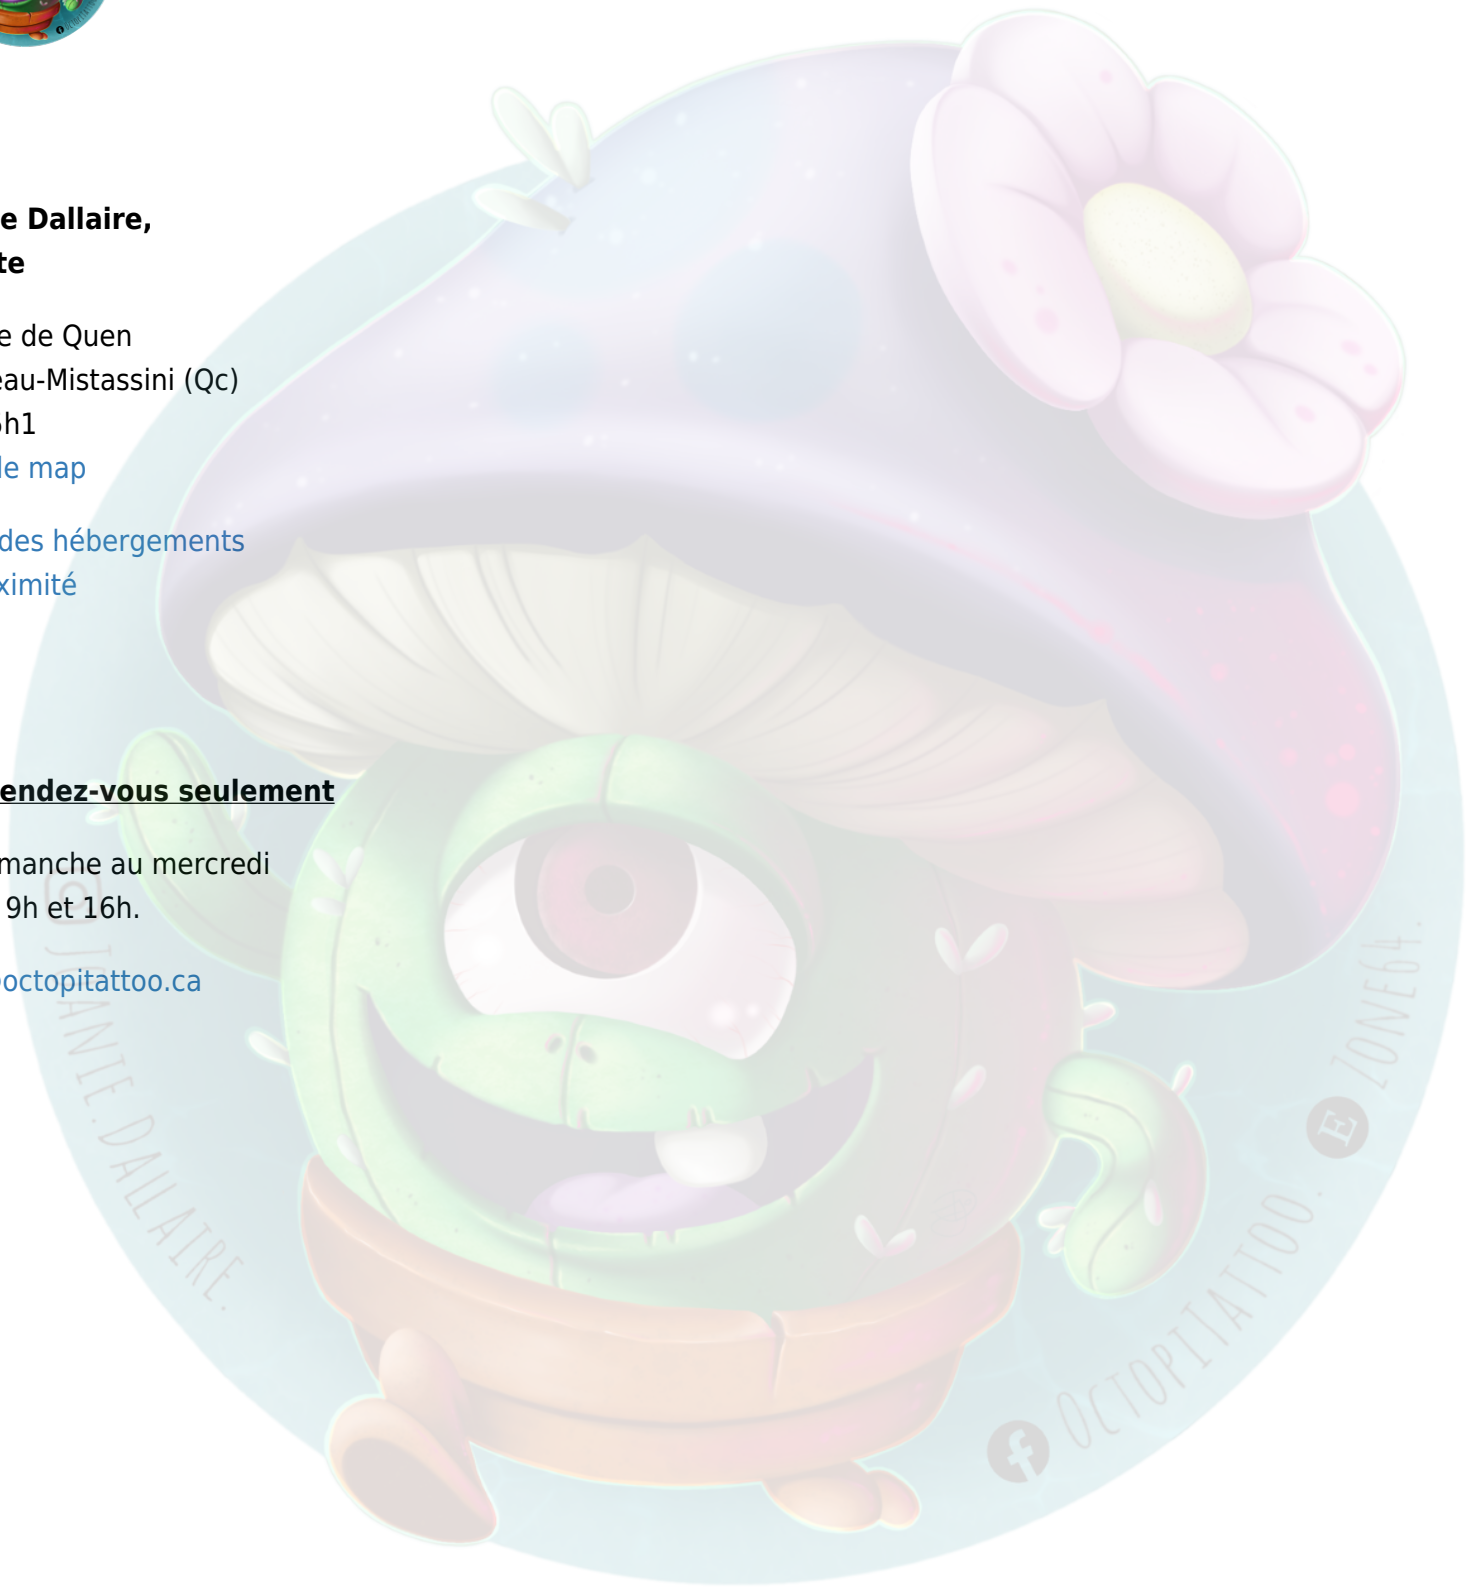 e Dallaire,
te
e de Quen
eau-Mistassini (Qc)
h1
le map
des hébergements
ximité
endez-vous seulement
manche au mercredi
9h et 16h.
octopitattoo.ca
JOANIE.DALLAIRE.
OCTOPITATTOO.
E ZONE64.